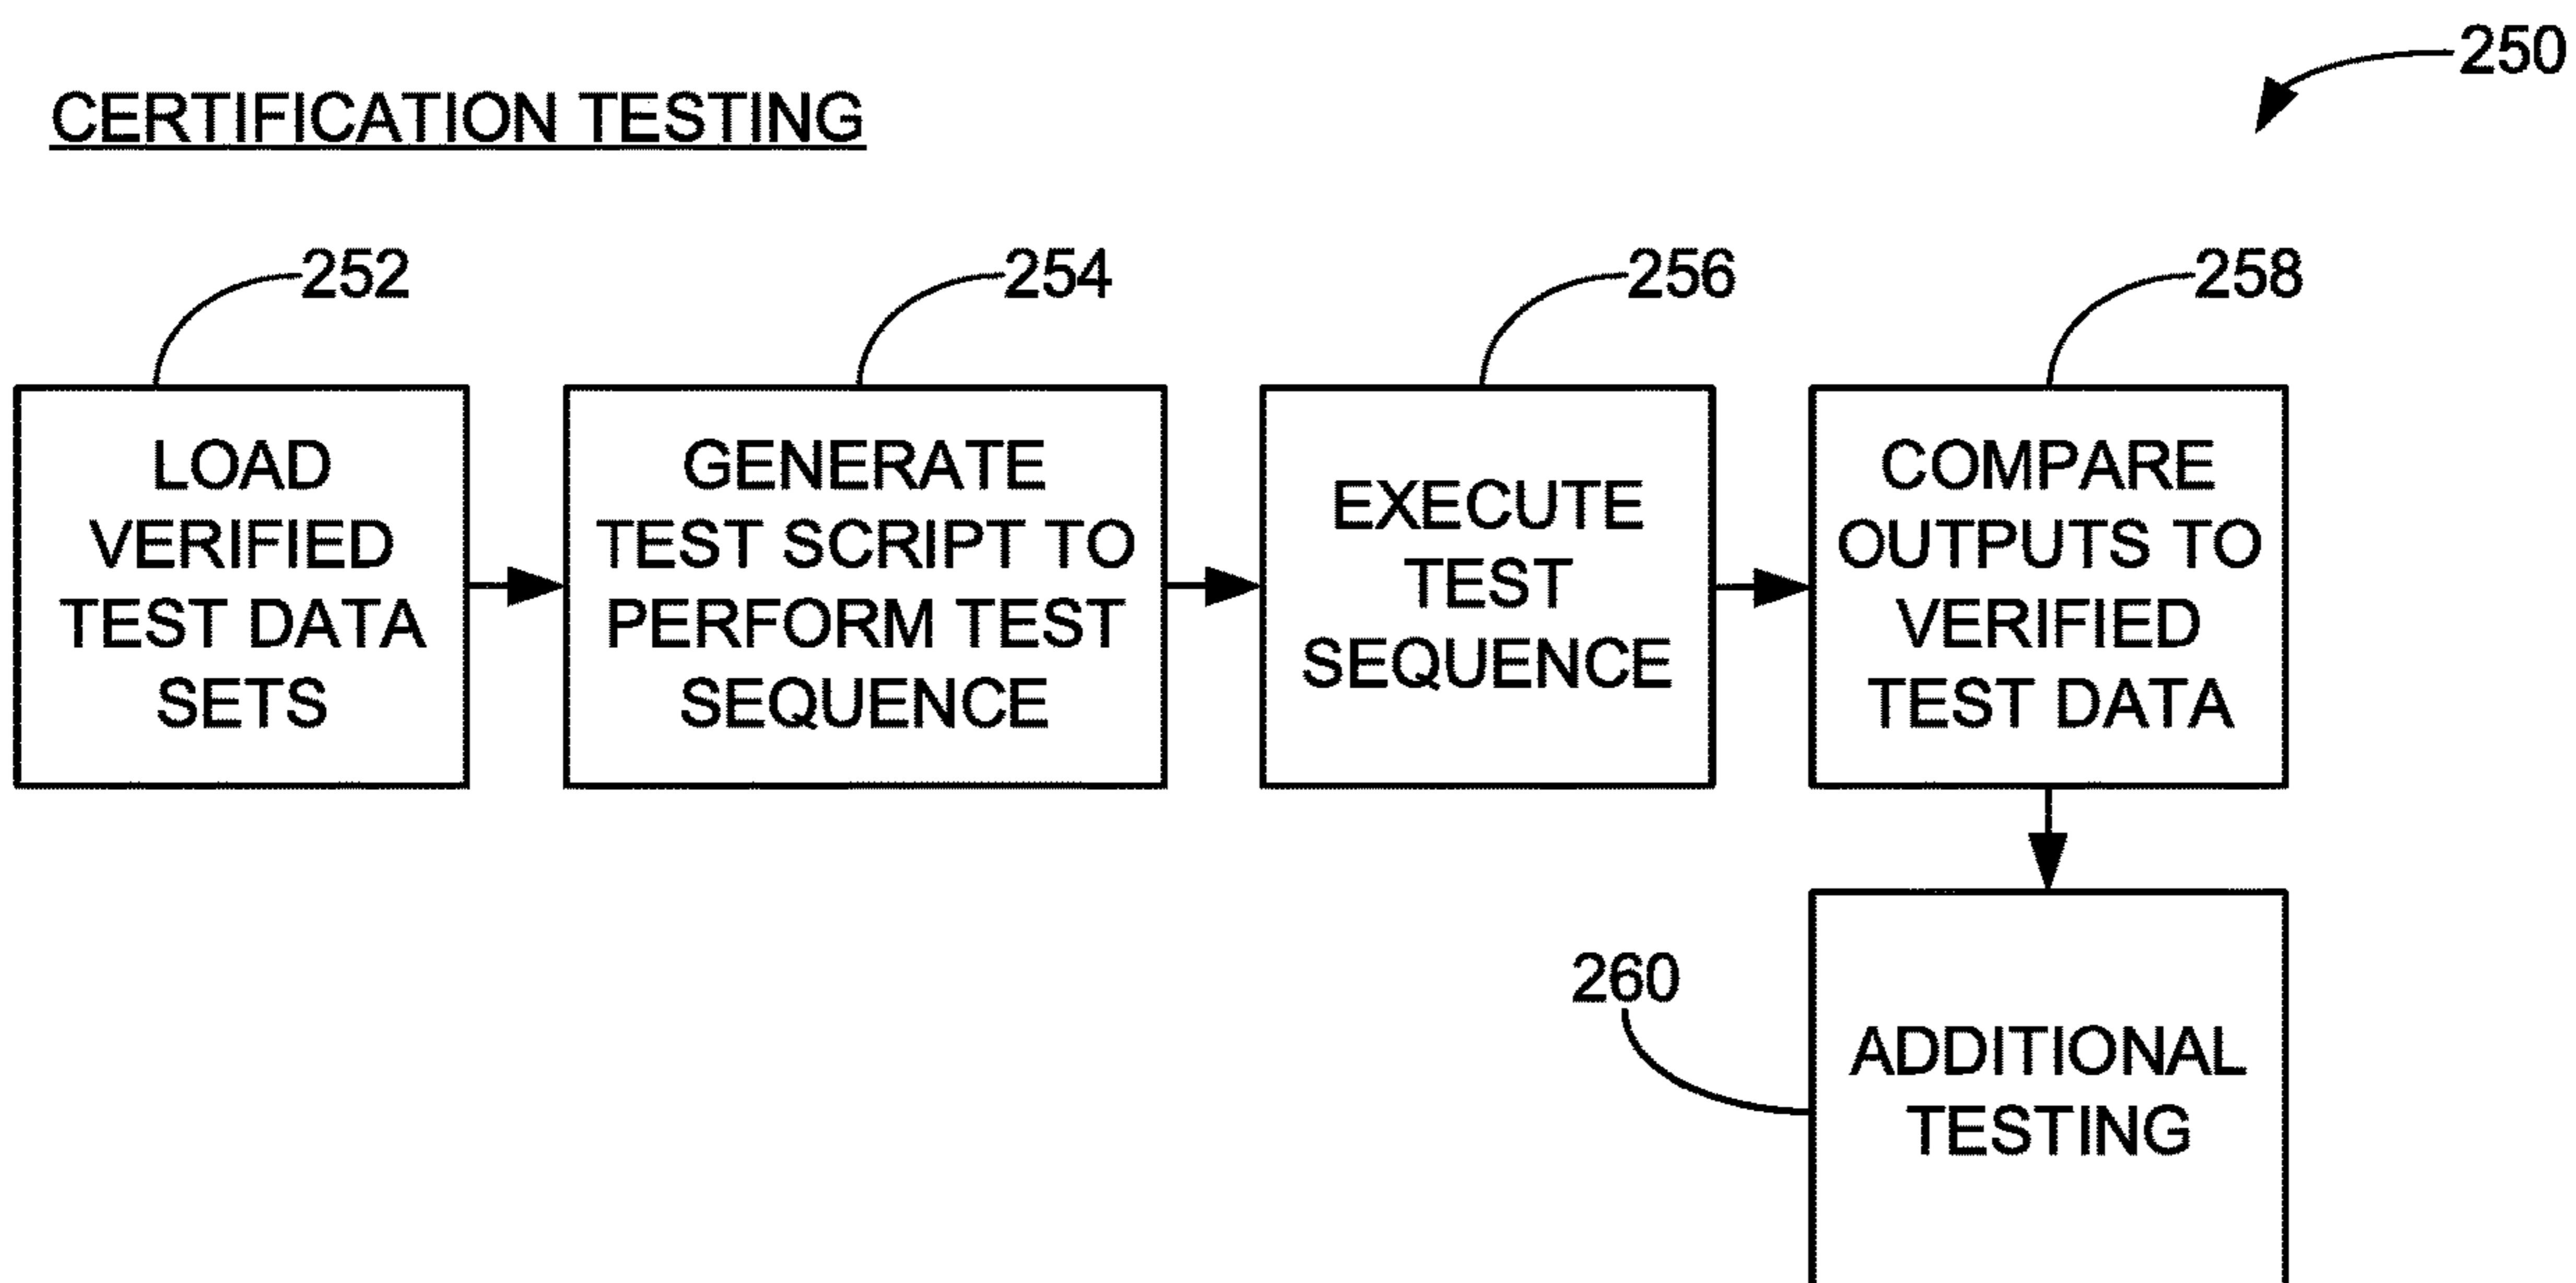 250
CERTIFICATION TESTING
252
254
256
258
LOAD
VERIFIED
TEST DATA
SETS
GENERATE
TEST SCRIPT TO
PERFORM TEST
SEQUENCE
EXECUTE
TEST
SEQUENCE
COMPARE
OUTPUTS TO
VERIFIED
TEST DATA
260
ADDITIONAL
TESTING